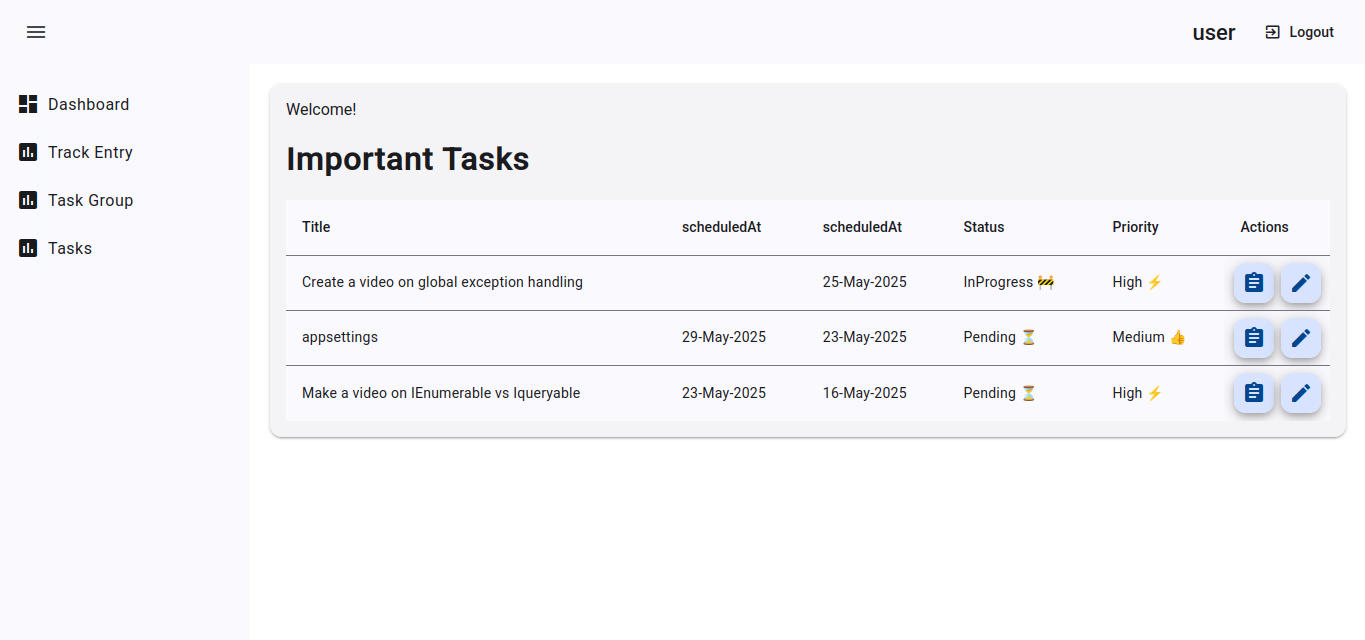 user Logout
Dashboard
Track Entry
Task Group
Tasks
Welcome!
Important Tasks
Title scheduledAt scheduledAt Status Priority Actions
Create a video on global exception handling 25-May-2025 InProgress 🚧 High ⚡
appsettings 29-May-2025 23-May-2025 Pending ⏳ Medium 👍
Make a video on IEnumerable vs Iqueryable 23-May-2025 16-May-2025 Pending ⏳ High ⚡